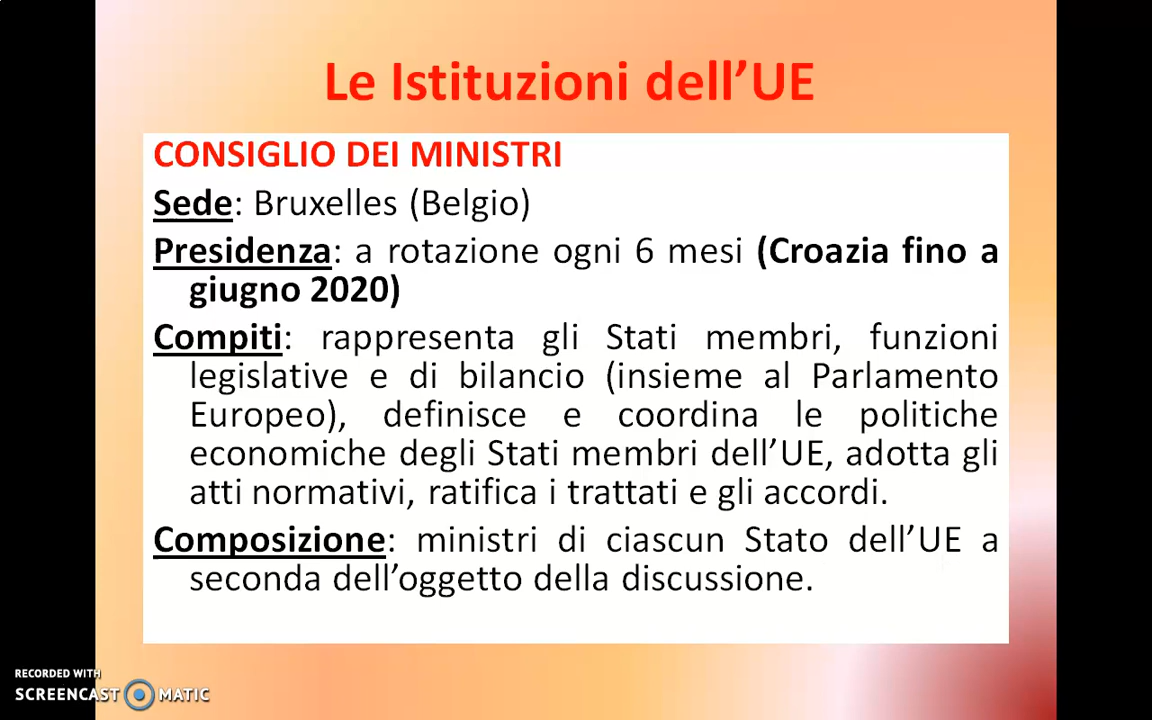 Le Istituzioni dell’UE
CONSIGLIO DEI MINISTRI
Sede: Bruxelles (Belgio)
Presidenza: a rotazione ogni 6 mesi (Croazia fino a
giugno 2020)
Compiti: rappresenta gli Stati membri, funzioni
legislative e di bilancio (insieme al Parlamento
Europeo), definisce e coordina le politiche
economiche degli Stati membri dell’UE, adotta gli
atti normativi, ratifica i trattati e gli accordi.
Composizione: ministri di ciascun Stato dell’UE a
seconda dell’oggetto della discussione.
RECORDED WITH
SCREENCAST MATIC